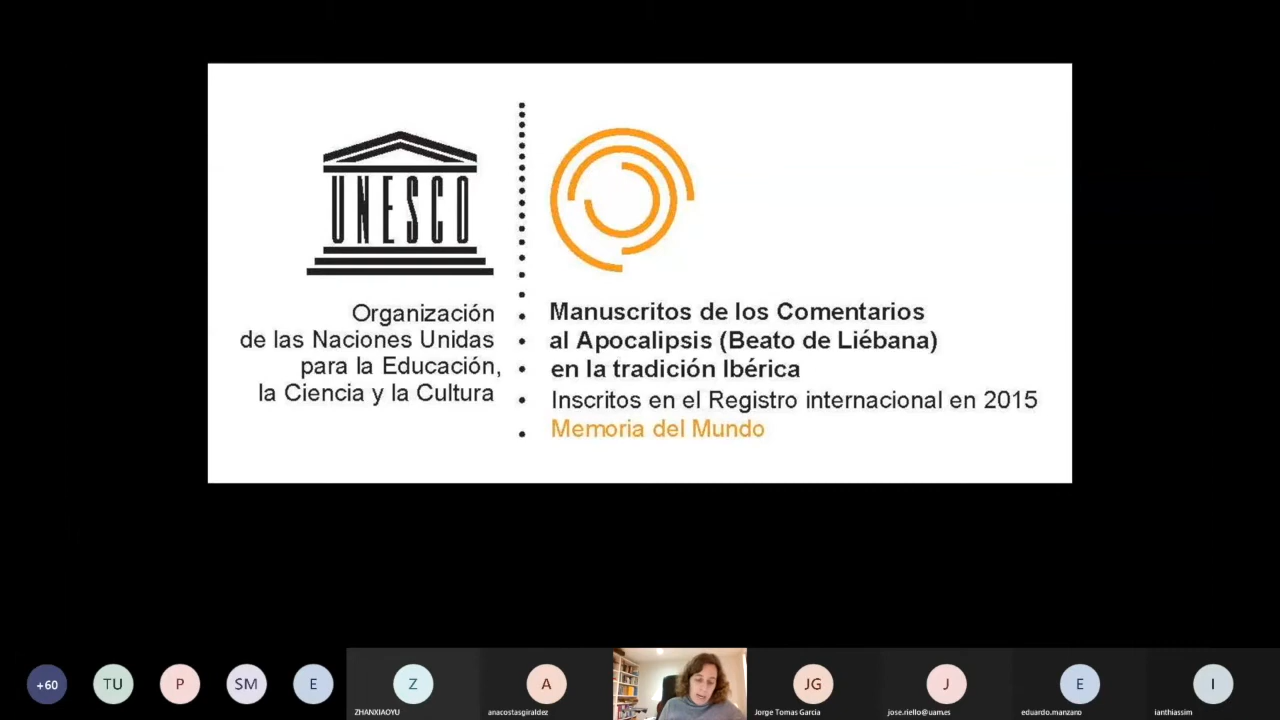 UNESCO
Organización
de las Naciones Unidas
para la Educación,
la Ciencia y la Cultura
Manuscritos de los Comentarios
al Apocalipsis (Beato de Liébana)
en la tradición Ibérica
Inscritos en el Registro internacional en 2015
Memoria del Mundo
+60
TU
P
SM
E
Z
ZHANXIAOYU
A
anacostasgiraldez
JG
Jorge Tomas Garcia
J
jose.riello@uam.es
E
eduardo.manzano
I
ianthiassim